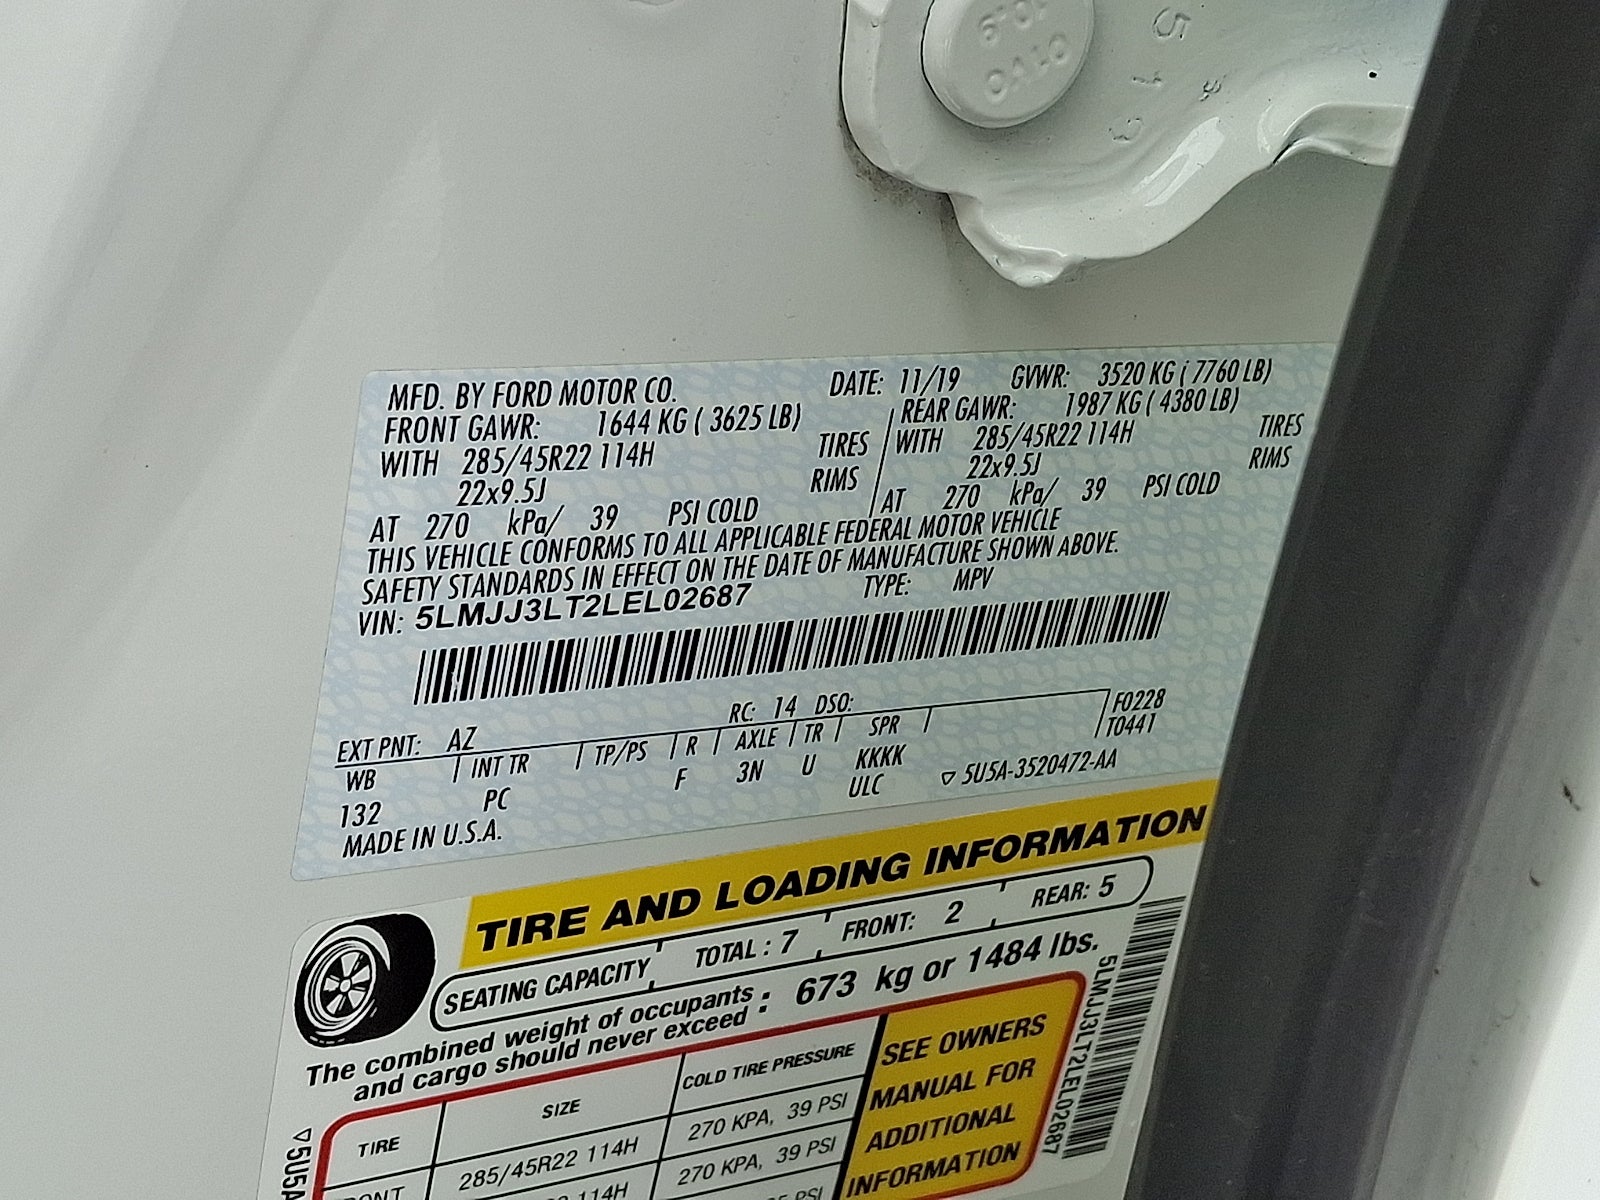 MFD. BY FORD MOTOR CO. DATE: 11/19 GVWR: 3520 KG ( 7760 LB)
FRONT GAWR: 1644 KG ( 3625 LB) REAR GAWR: 1987 KG ( 4380 LB)
WITH 285/45R22 114H TIRES WITH 285/45R22 114H TIRES
22x9.5J RIMS 22x9.5J RIMS
AT 270 kPa/ 39 PSI COLD AT 270 kPa/ 39 PSI COLD
THIS VEHICLE CONFORMS TO ALL APPLICABLE FEDERAL MOTOR VEHICLE
SAFETY STANDARDS IN EFFECT ON THE DATE OF MANUFACTURE SHOWN ABOVE.
VIN: 5LMJJ3LT2LEL02687 TYPE: MPV
EXT PNT: AZ RC: 14 DSO: F0228
WB INT TR TP/PS R AXLE TR SPR T0441
132 PC F 3N U KKKK
ULC ▽ 5U5A-3520472-AA
MADE IN U.S.A.
TIRE AND LOADING INFORMATION
SEATING CAPACITY TOTAL : 7 FRONT: 2 REAR: 5
The combined weight of occupants
and cargo should never exceed : 673 kg or 1484 lbs.
TIRE SIZE COLD TIRE PRESSURE
285/45R22 114H 270 KPA, 39 PSI
114H 270 KPA, 39 PSI
PSI
SEE OWNERS
MANUAL FOR
ADDITIONAL
INFORMATION
5LMJJ3LT2LEL02687
▽5U5A